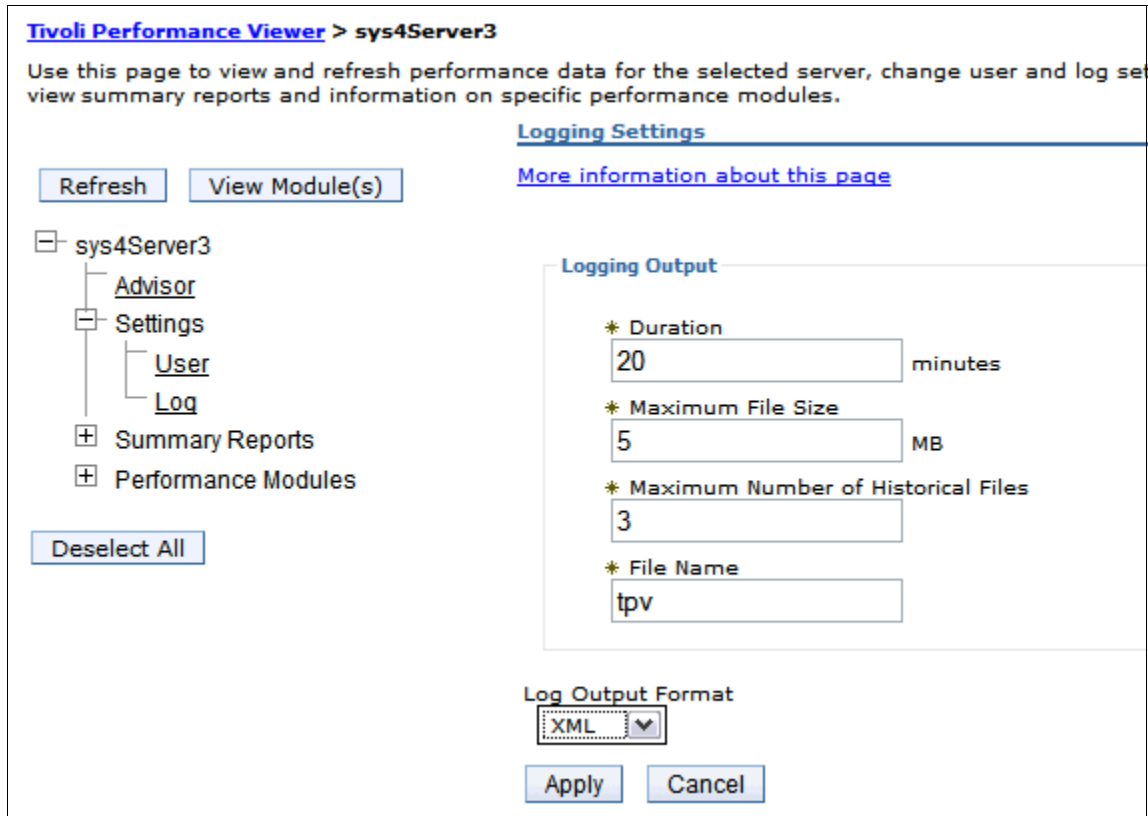 Tivoli Performance Viewer > sys4Server3
Use this page to view and refresh performance data for the selected server, change user and log set
view summary reports and information on specific performance modules.
Refresh
View Module(s)
sys4Server3
Advisor
Settings
User
Log
Summary Reports
Performance Modules
Deselect All
Logging Settings
More information about this page
Logging Output
* Duration
20 minutes
* Maximum File Size
5 MB
* Maximum Number of Historical Files
3
* File Name
tpv
Log Output Format
XML
Apply
Cancel